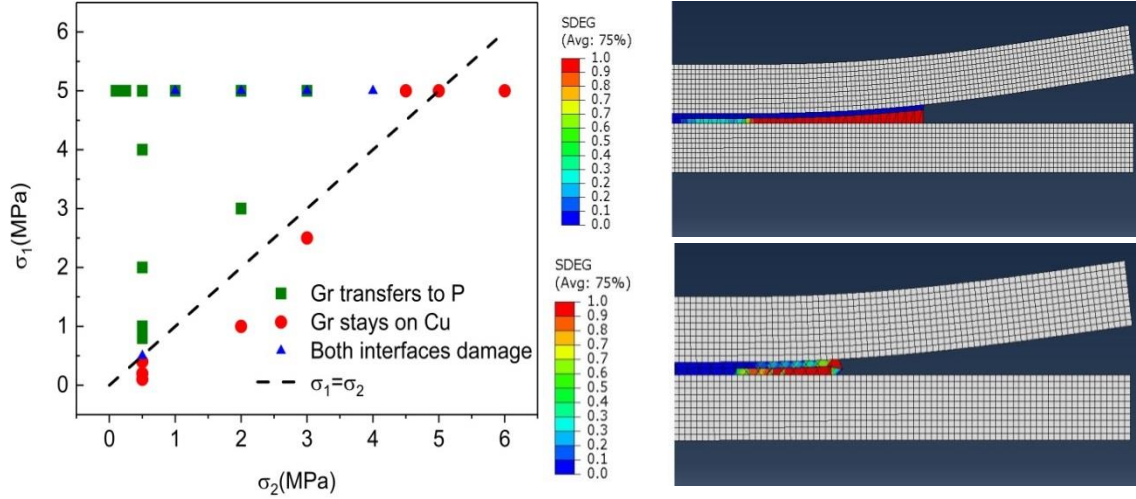 6
5
4
3
2
1
0
σ1(MPa)
Gr transfers to P
Gr stays on Cu
Both interfaces damage
σ1=σ2
0 1 2 3 4 5 6
σ2(MPa)
SDEG
(Avg: 75%)
1.0
0.9
0.8
0.7
0.6
0.5
0.4
0.3
0.2
0.1
0.0
SDEG
(Avg: 75%)
1.0
0.9
0.8
0.7
0.6
0.5
0.4
0.3
0.2
0.1
0.0